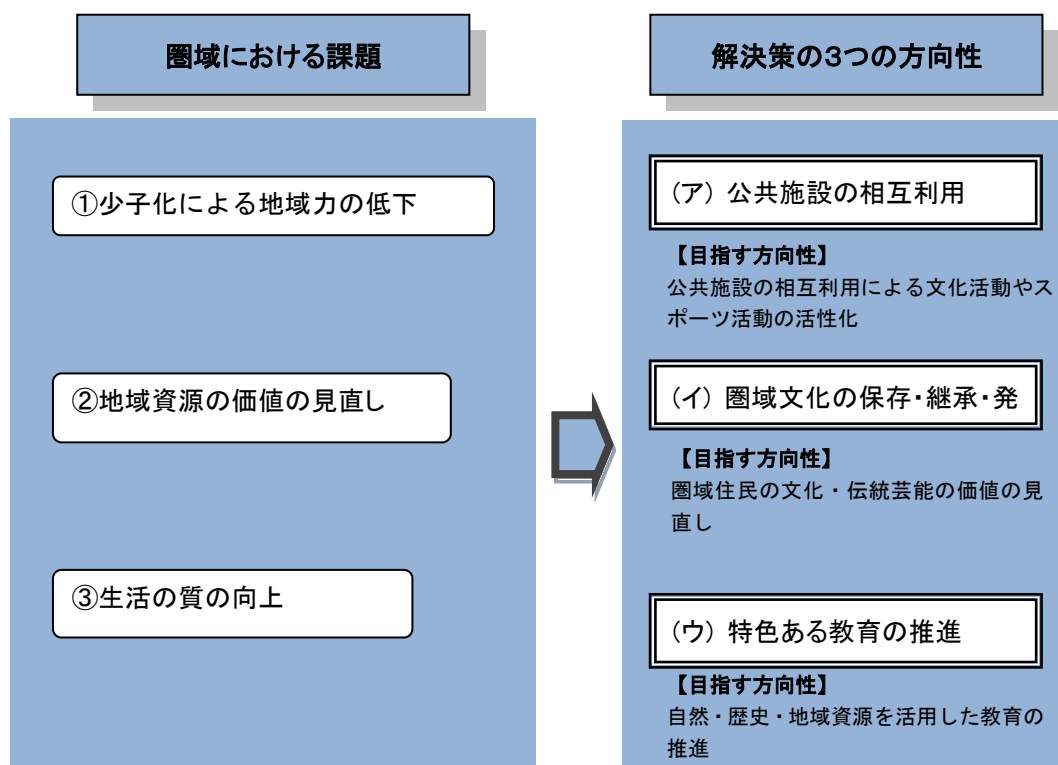 圏域における課題
①少子化による地域力の低下
②地域資源の価値の見直し
③生活の質の向上
解決策の3つの方向性
(ア) 公共施設の相互利用
【目指す方向性】
公共施設の相互利用による文化活動やス
ポーツ活動の活性化
(イ) 圏域文化の保存・継承・発
【目指す方向性】
圏域住民の文化・伝統芸能の価値の見
直し
(ウ) 特色ある教育の推進
【目指す方向性】
自然・歴史・地域資源を活用した教育の
推進